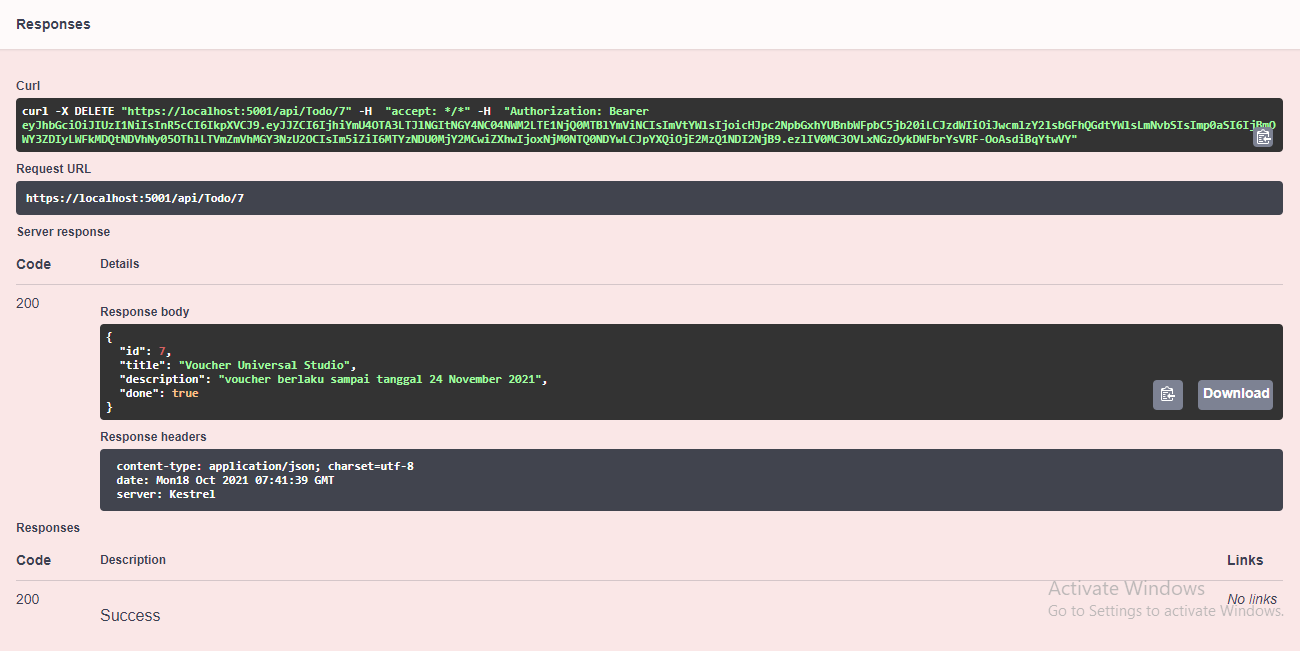 Responses
Curl
curl -X DELETE "https://localhost:5001/api/Todo/7" -H  "accept: */*" -H  "Authorization: Bearer
Request URL
https://localhost:5001/api/Todo/7
Server response
Code Details
200
Response body
{
"id": 7,
"title": "Voucher Universal Studio",
"description": "voucher berlaku sampai tanggal 24 November 2021",
"done": true
}
Download
Response headers
content-type: application/json; charset=utf-8
date: Mon18 Oct 2021 07:41:39 GMT
server: Kestrel
Responses
Code Description Links
200 No links
Success
Activate Windows
Go to Settings to activate Windows.